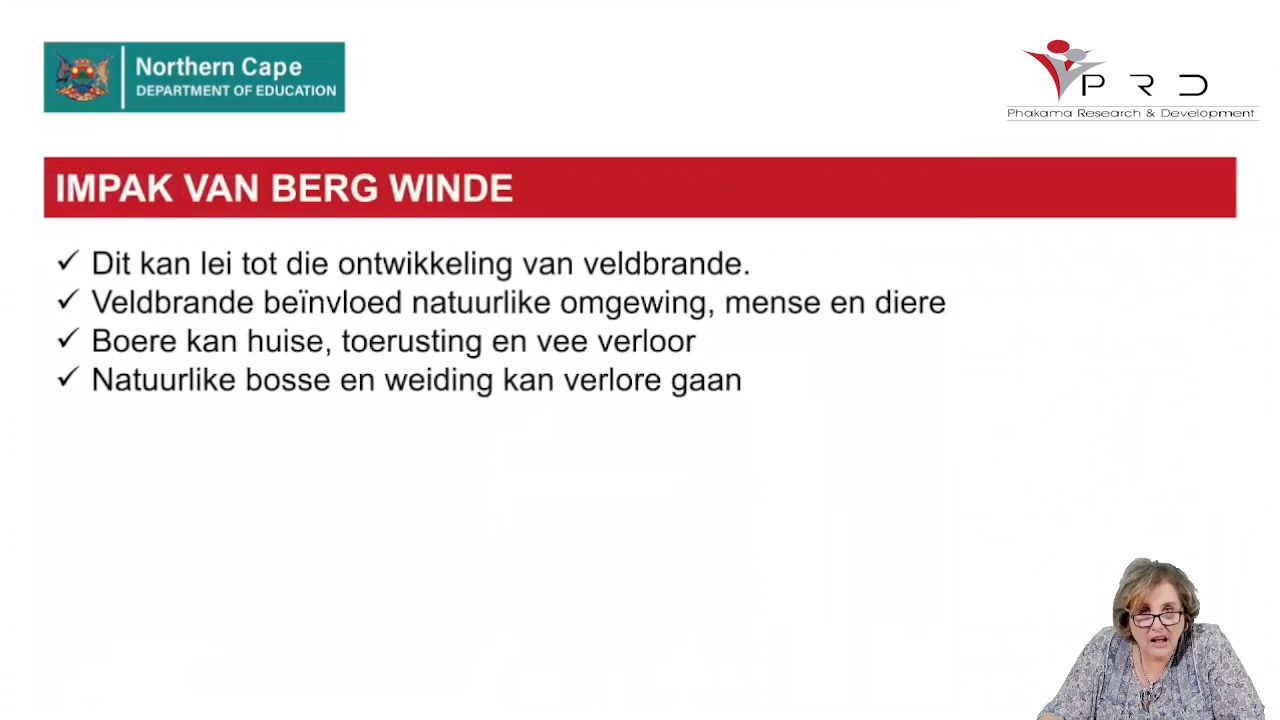 Northern Cape
DEPARTMENT OF EDUCATION
PRD
Phakama Research & Development
IMPAK VAN BERG WINDE
✓ Dit kan lei tot die ontwikkeling van veldbrande.
✓ Veldbrande beïnvloed natuurlike omgewing, mense en diere
✓ Boere kan huise, toerusting en vee verloor
✓ Natuurlike bosse en weiding kan verlore gaan